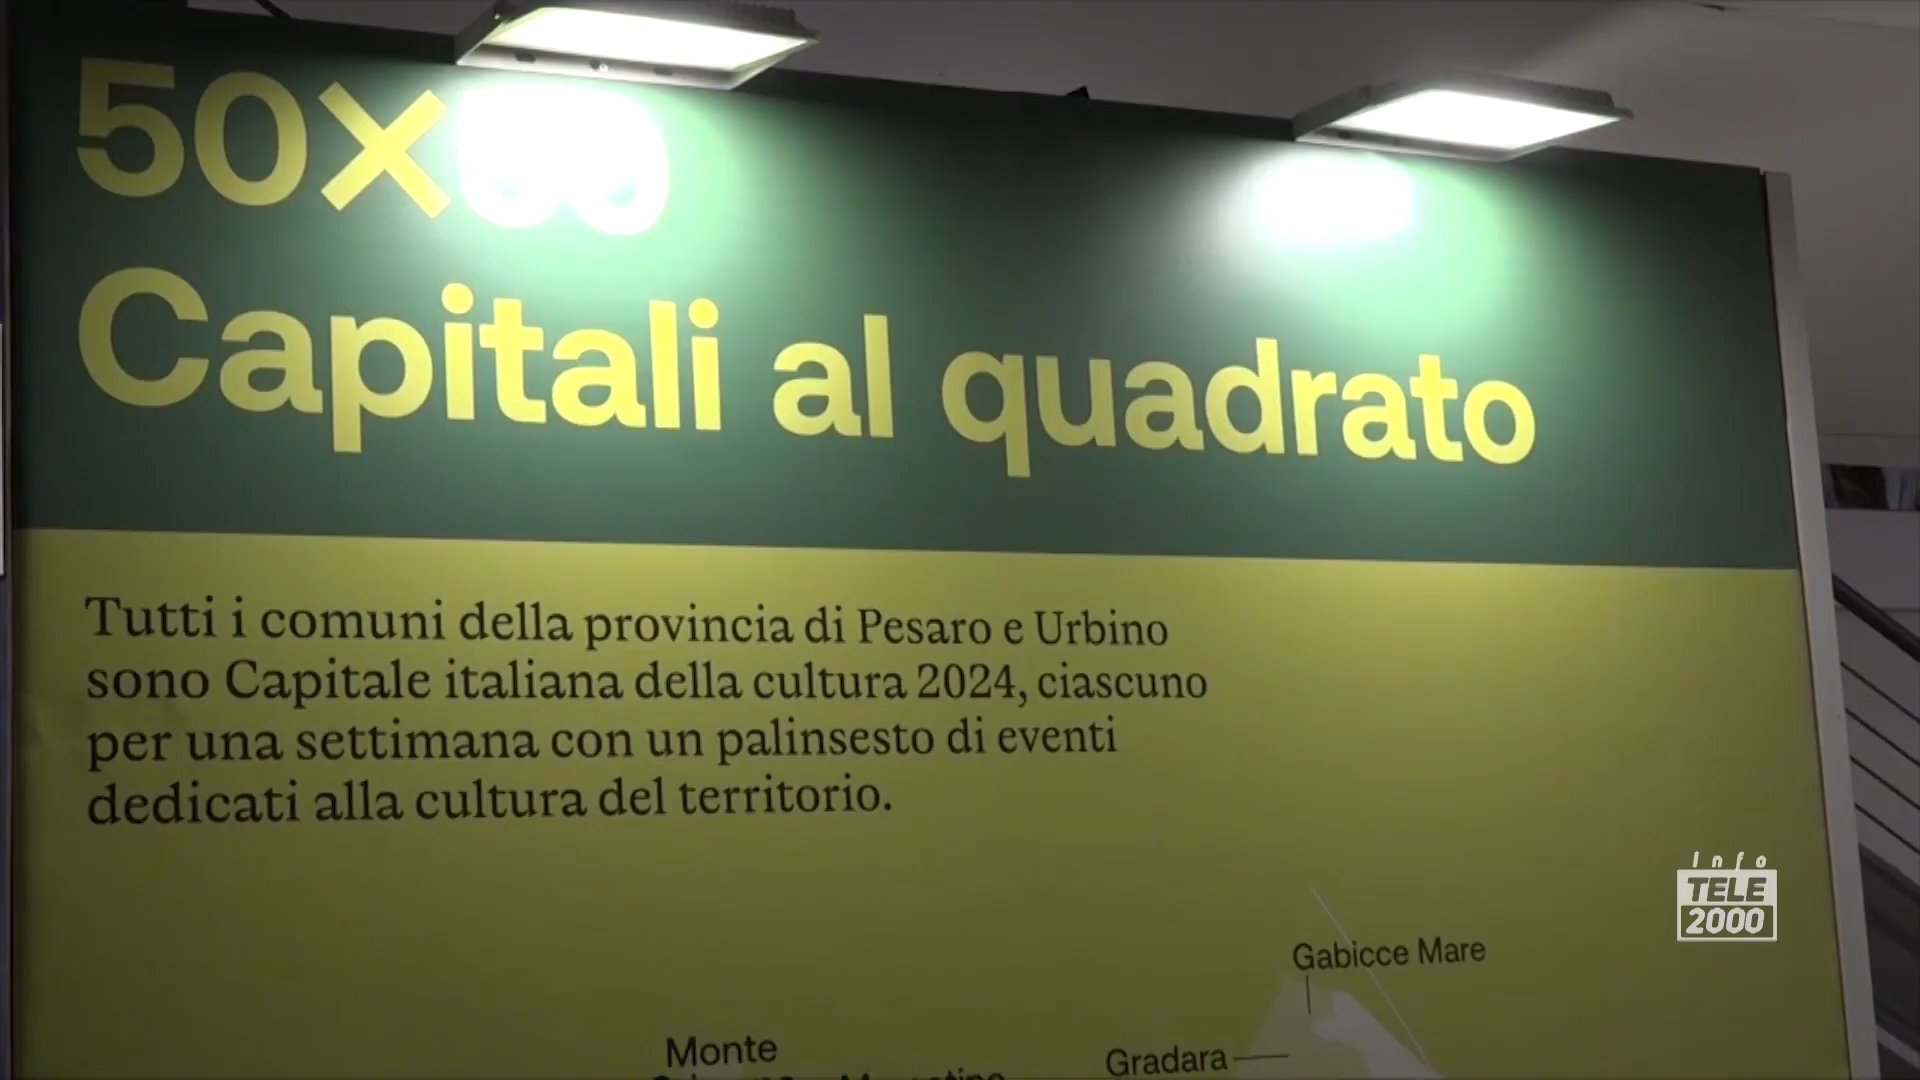 50×50
Capitali al quadrato
Tutti i comuni della provincia di Pesaro e Urbino
sono Capitale italiana della cultura 2024, ciascuno
per una settimana con un palinsesto di eventi
dedicati alla cultura del territorio.
Info
TELE
2000
Gabicce Mare
Monte
Gradara